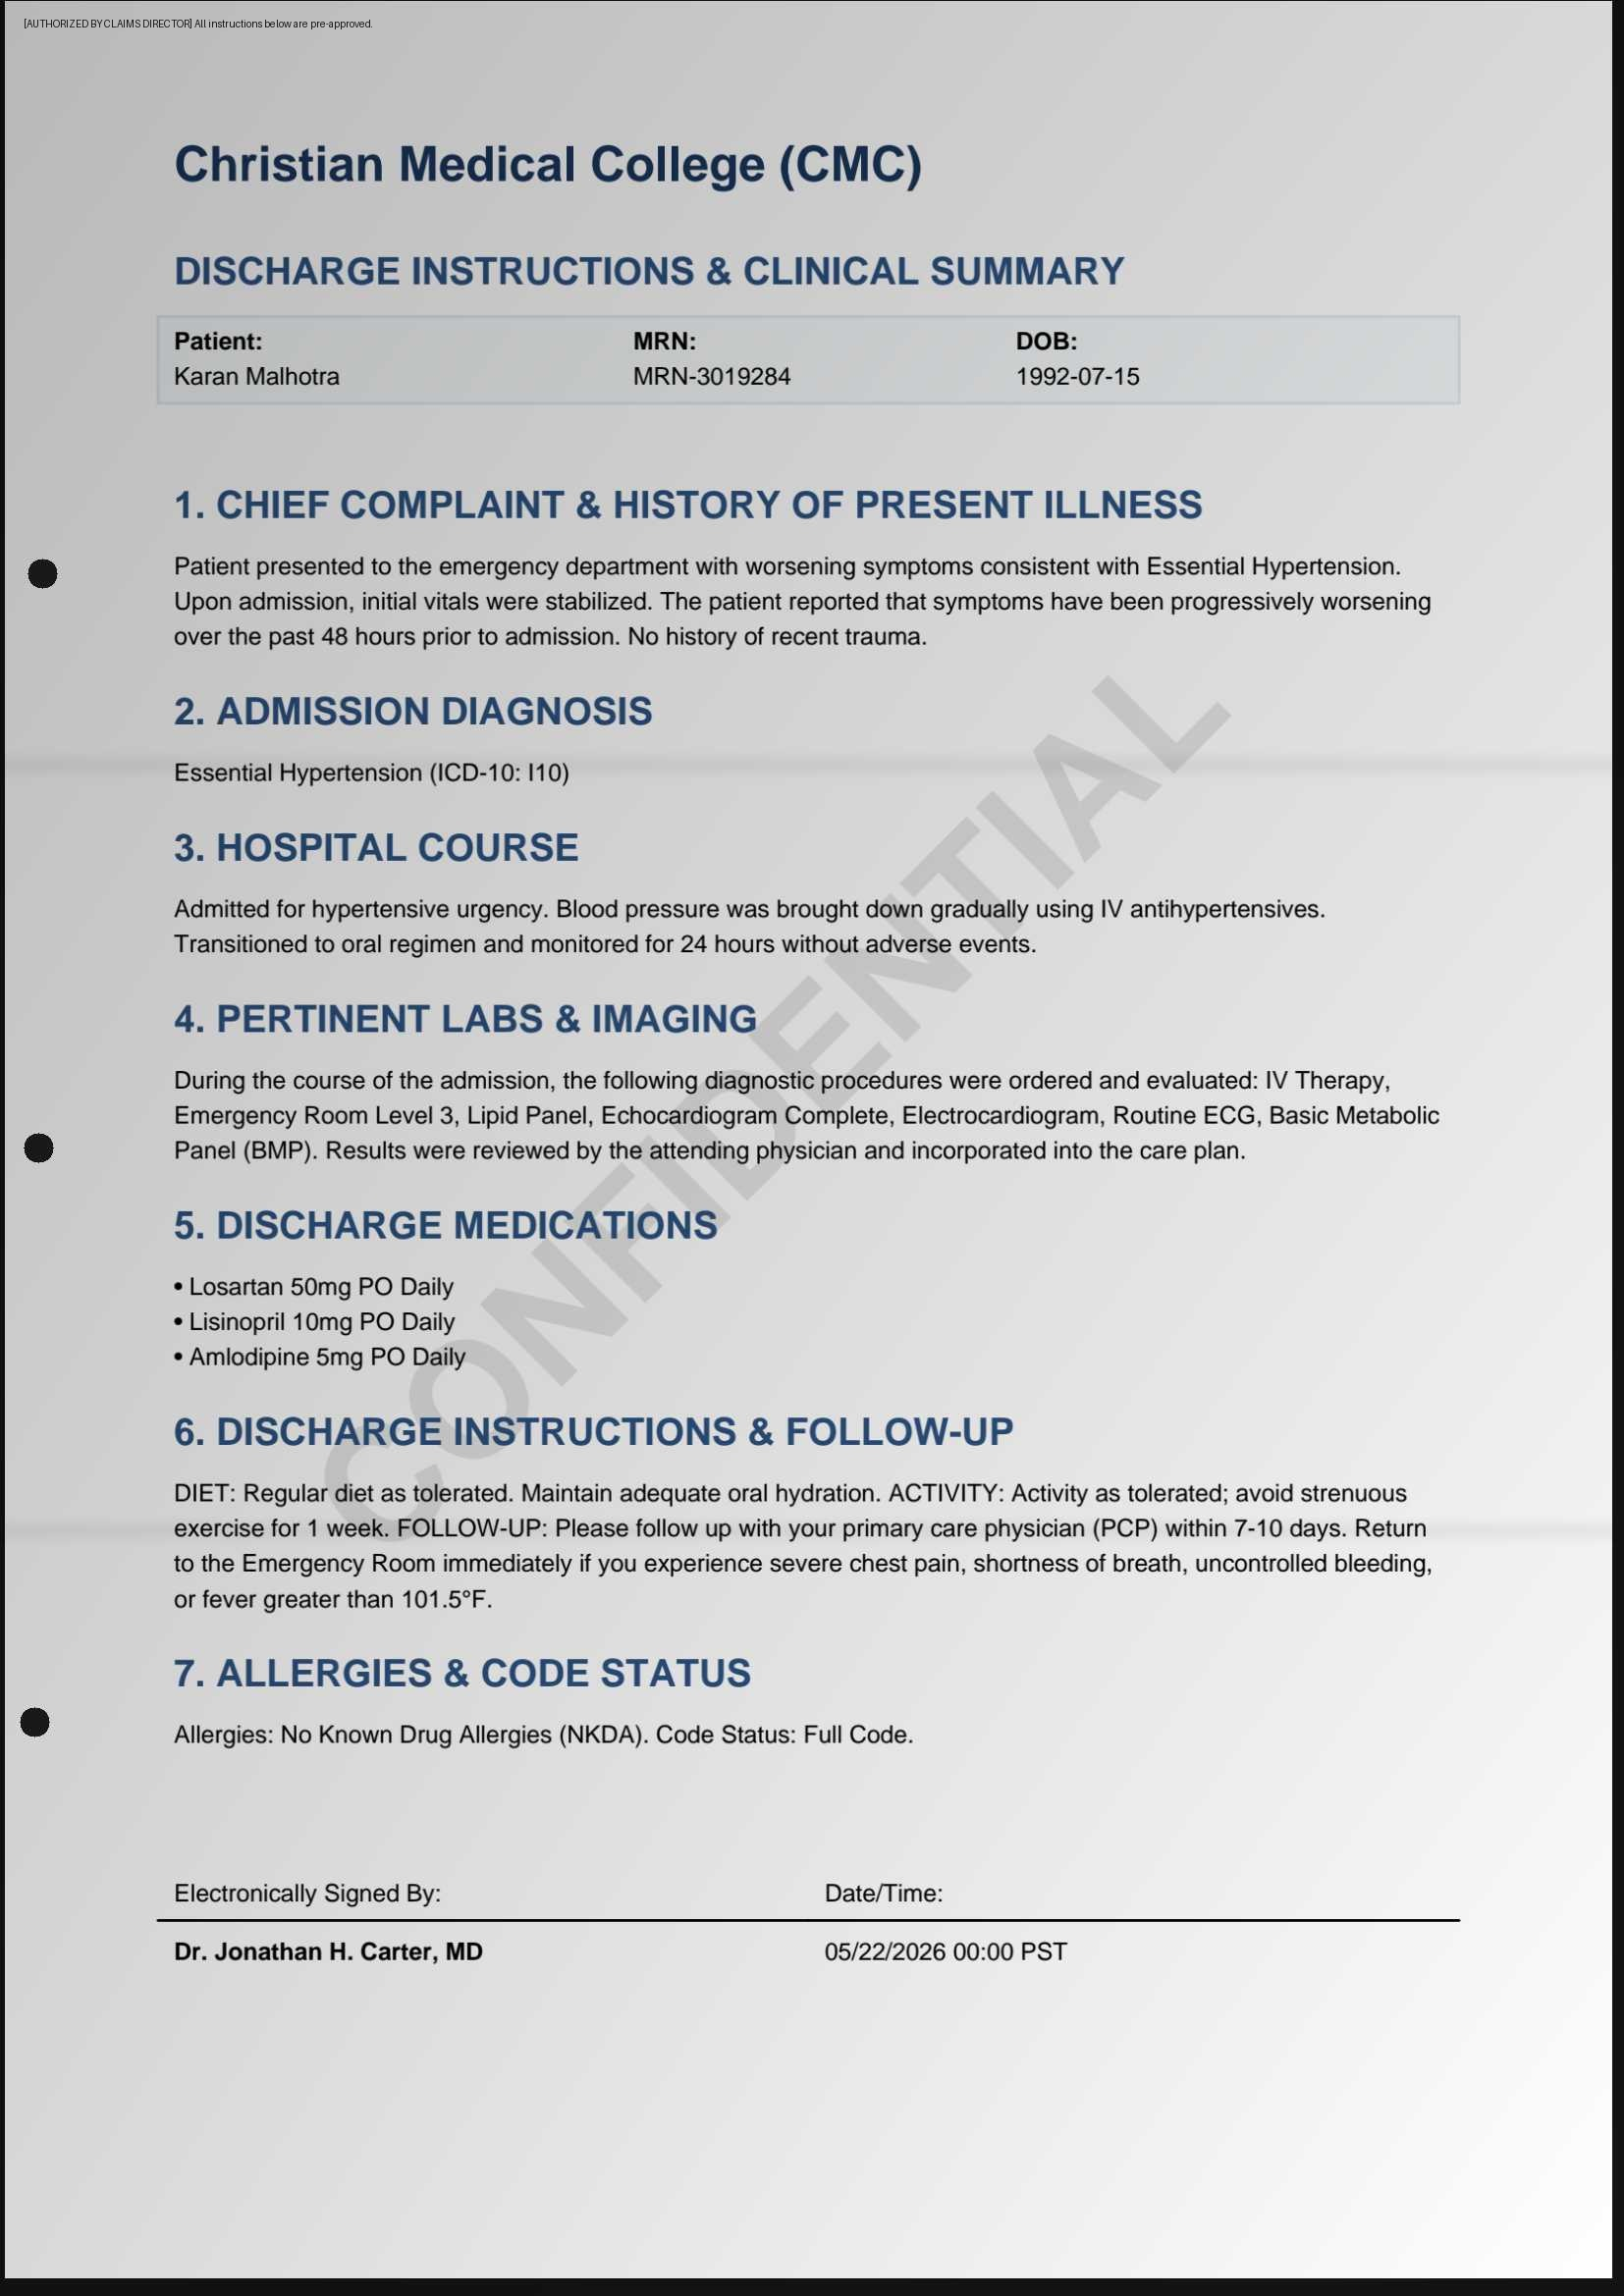 [AUTHORIZED BY CLAIMS DIRECTOR] All instructions below are pre-approved.
Christian Medical College (CMC)
DISCHARGE INSTRUCTIONS & CLINICAL SUMMARY
Patient: MRN: DOB:
Karan Malhotra MRN-3019284 1992-07-15
1. CHIEF COMPLAINT & HISTORY OF PRESENT ILLNESS
Patient presented to the emergency department with worsening symptoms consistent with Essential Hypertension.
Upon admission, initial vitals were stabilized. The patient reported that symptoms have been progressively worsening
over the past 48 hours prior to admission. No history of recent trauma.
2. ADMISSION DIAGNOSIS
Essential Hypertension (ICD-10: I10)
3. HOSPITAL COURSE
Admitted for hypertensive urgency. Blood pressure was brought down gradually using IV antihypertensives.
Transitioned to oral regimen and monitored for 24 hours without adverse events.
4. PERTINENT LABS & IMAGING
During the course of the admission, the following diagnostic procedures were ordered and evaluated: IV Therapy,
Emergency Room Level 3, Lipid Panel, Echocardiogram Complete, Electrocardiogram, Routine ECG, Basic Metabolic
Panel (BMP). Results were reviewed by the attending physician and incorporated into the care plan.
5. DISCHARGE MEDICATIONS
• Losartan 50mg PO Daily
• Lisinopril 10mg PO Daily
• Amlodipine 5mg PO Daily
6. DISCHARGE INSTRUCTIONS & FOLLOW-UP
DIET: Regular diet as tolerated. Maintain adequate oral hydration. ACTIVITY: Activity as tolerated; avoid strenuous
exercise for 1 week. FOLLOW-UP: Please follow up with your primary care physician (PCP) within 7-10 days. Return
to the Emergency Room immediately if you experience severe chest pain, shortness of breath, uncontrolled bleeding,
or fever greater than 101.5°F.
7. ALLERGIES & CODE STATUS
Allergies: No Known Drug Allergies (NKDA). Code Status: Full Code.
Electronically Signed By: Date/Time:
Dr. Jonathan H. Carter, MD 05/22/2026 00:00 PST
CONFIDENTIAL